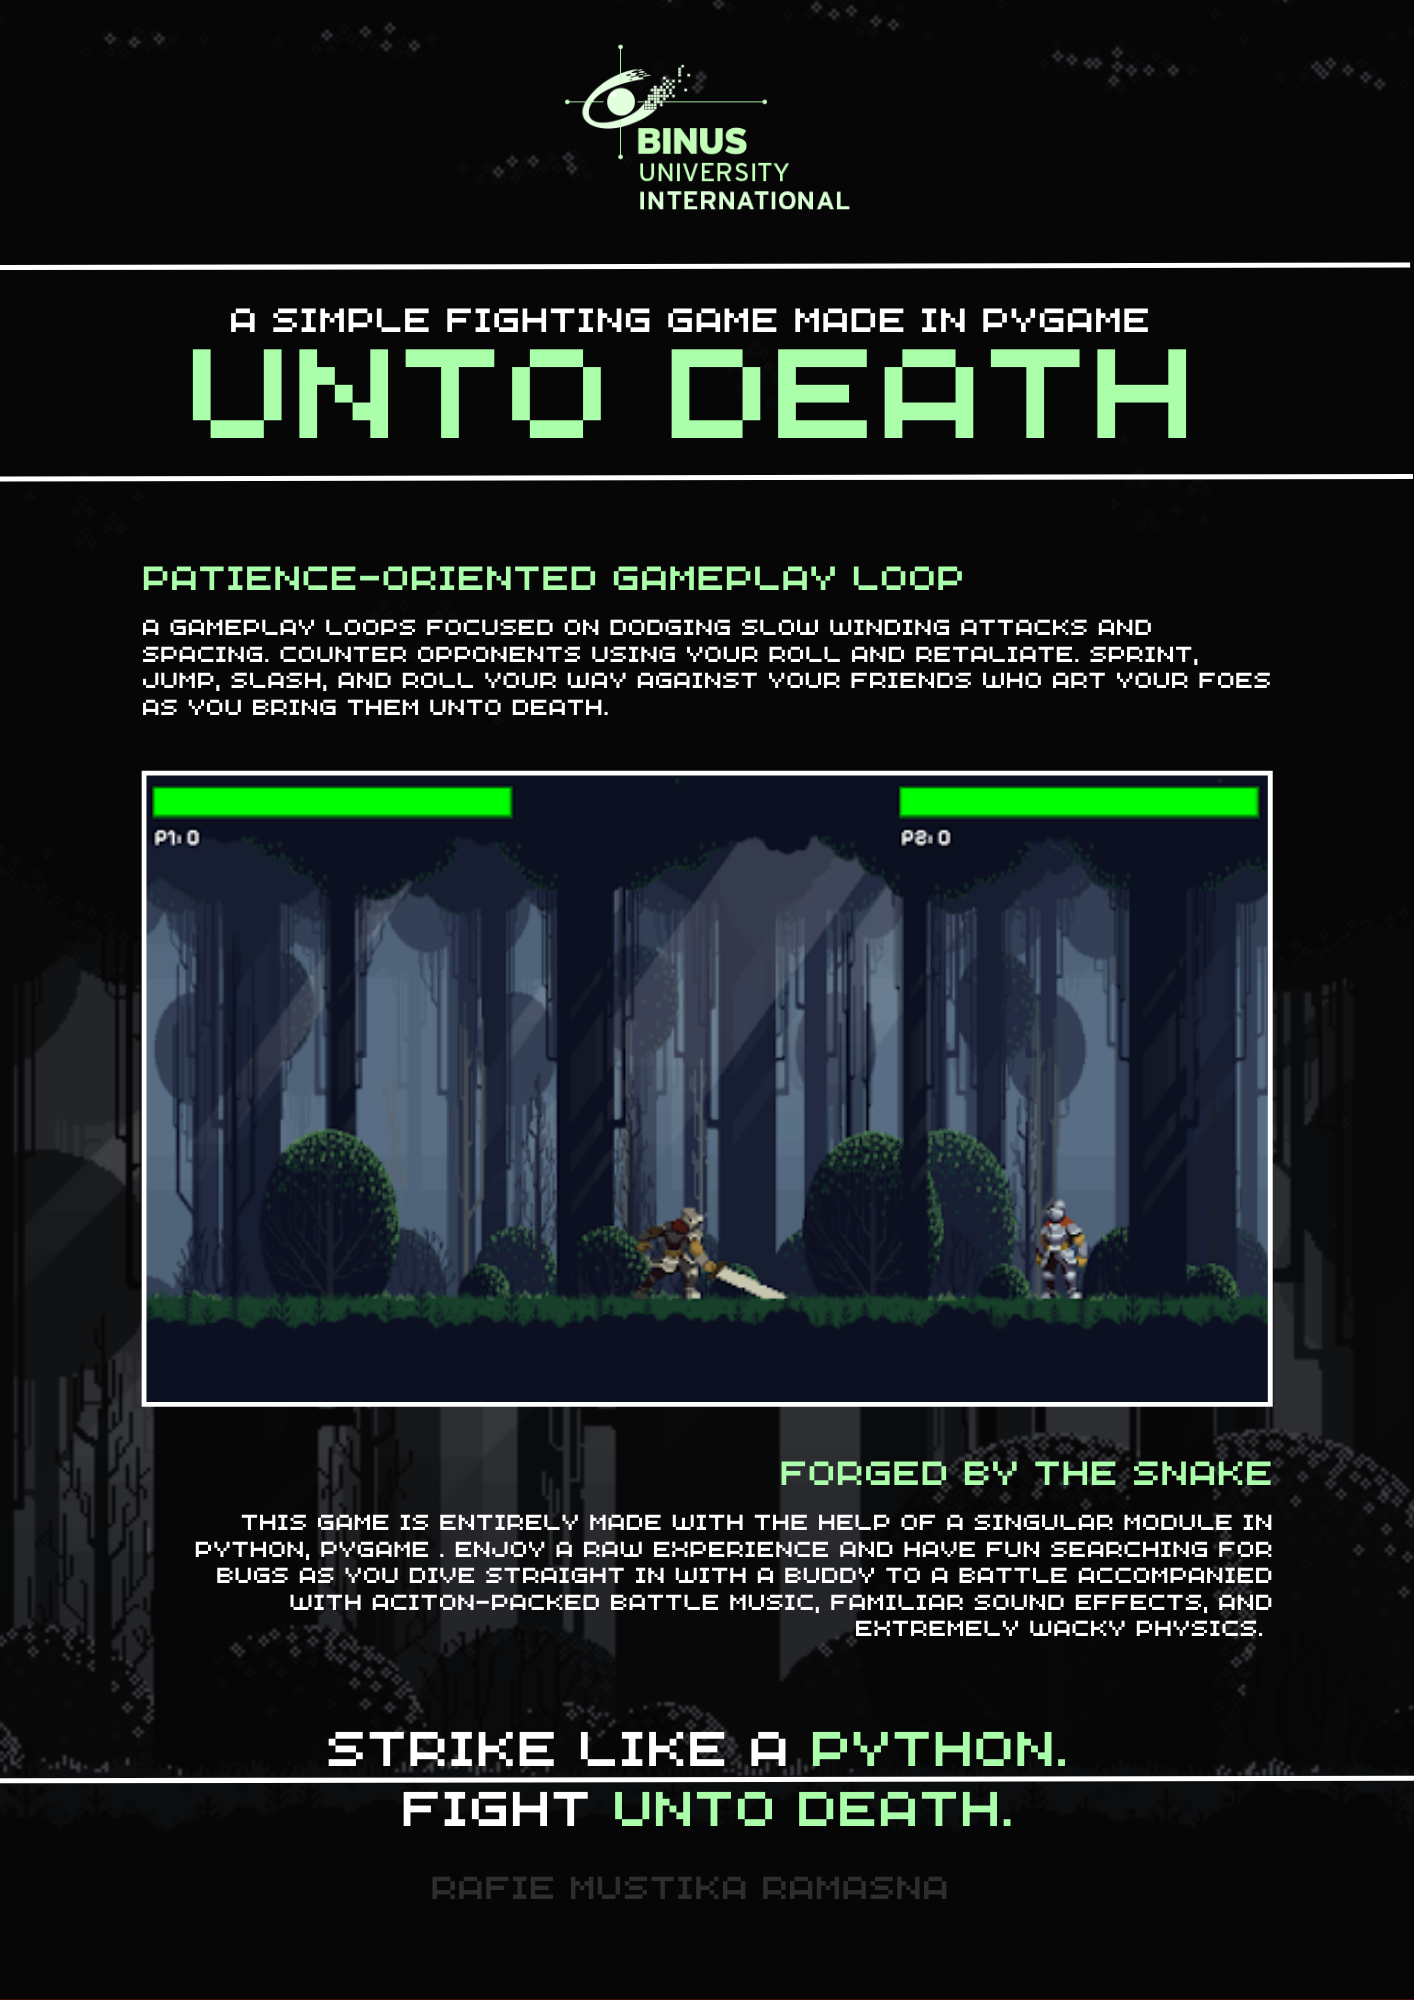 BINUS
UNIVERSITY
INTERNATIONAL
A SIMPLE FIGHTING GAME MADE IN PYGAME
UNTO DEATH
PATIENCE-ORIENTED GAMEPLAY LOOP
A GAMEPLAY LOOPS FOCUSED ON DODGING SLOW WINDING ATTACKS AND
SPACING. COUNTER OPPONENTS USING YOUR ROLL AND RETALIATE. SPRINT,
JUMP, SLASH, AND ROLL YOUR WAY AGAINST YOUR FRIENDS WHO ART YOUR FOES
AS YOU BRING THEM UNTO DEATH.
P1: 0
P2: 0
FORGED BY THE SNAKE
THIS GAME IS ENTIRELY MADE WITH THE HELP OF A SINGULAR MODULE IN
PYTHON, PYGAME . ENJOY A RAW EXPERIENCE AND HAVE FUN SEARCHING FOR
BUGS AS YOU DIVE STRAIGHT IN WITH A BUDDY TO A BATTLE ACCOMPANIED
WITH ACITON-PACKED BATTLE MUSIC, FAMILIAR SOUND EFFECTS, AND
EXTREMELY WACKY PHYSICS.
STRIKE LIKE A PYTHON.
FIGHT UNTO DEATH.
RAFIE MUSTIKA RAMASNA